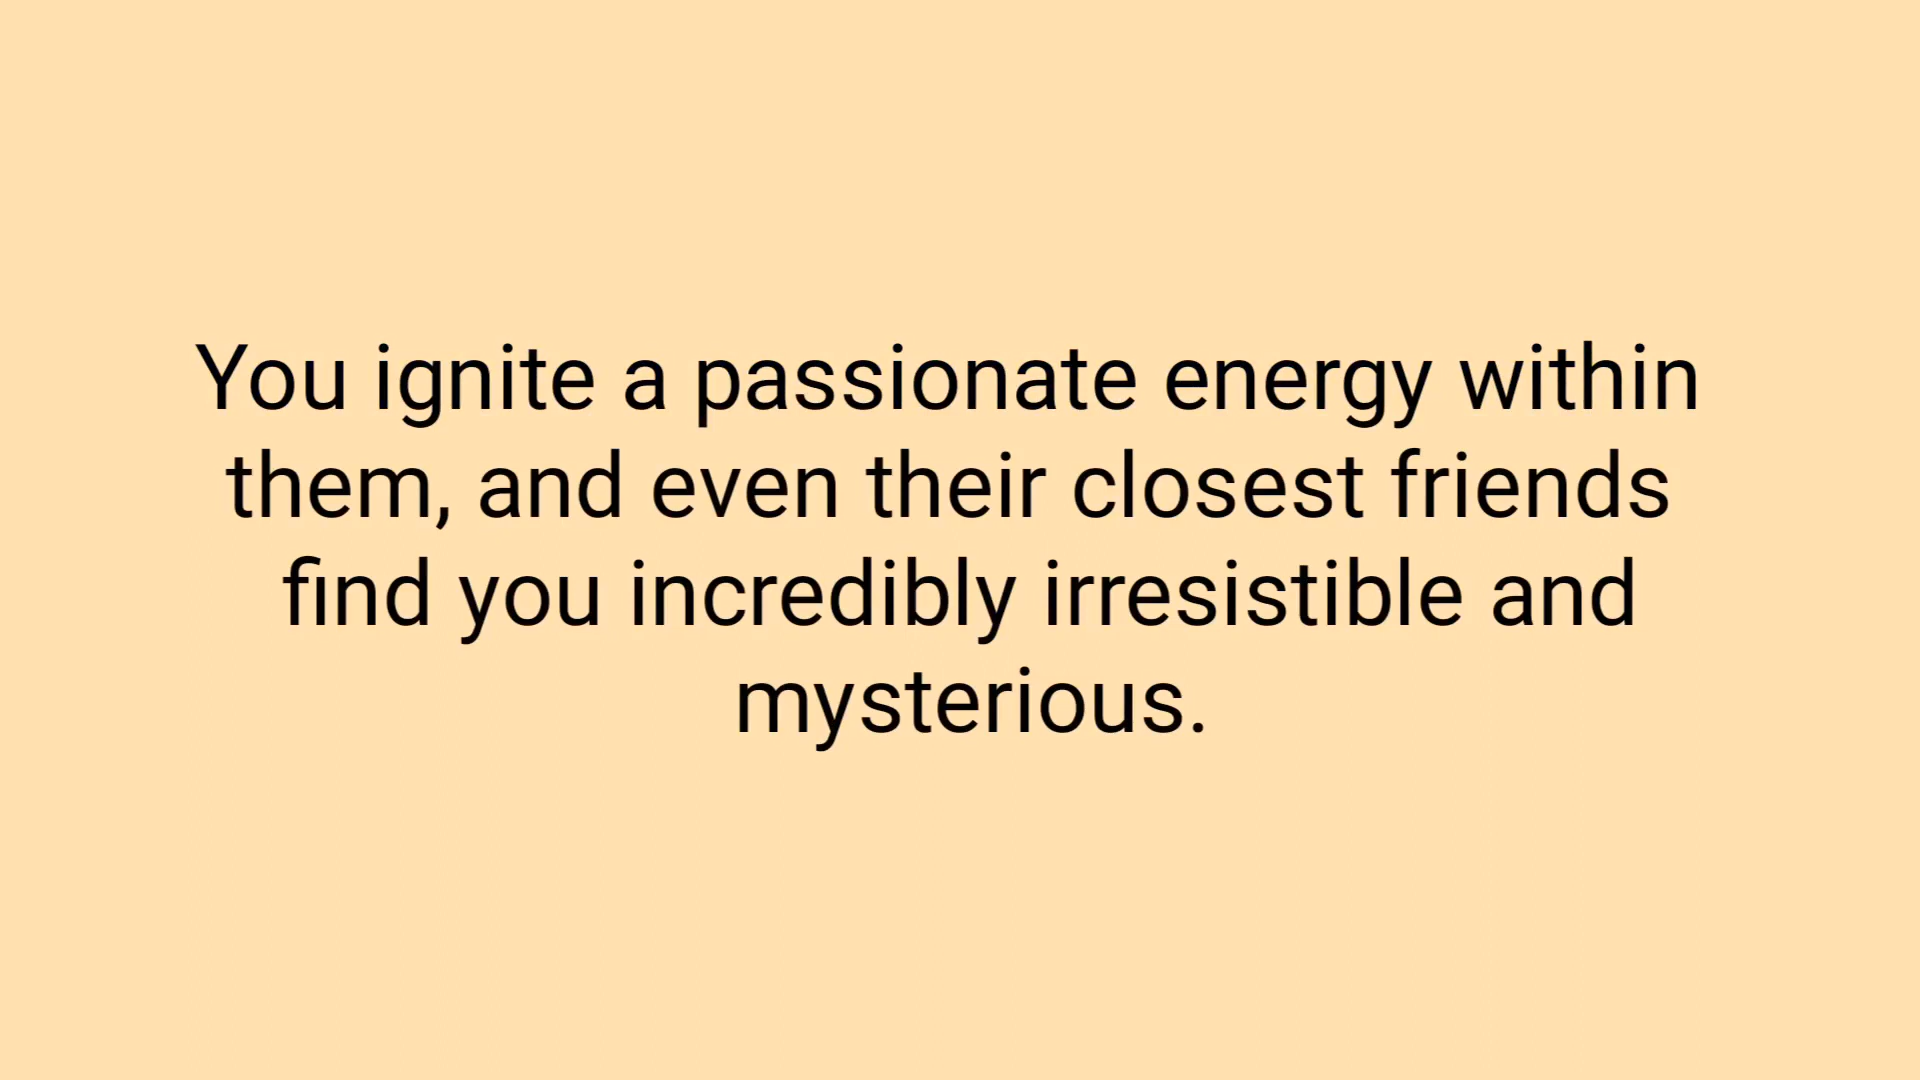 You ignite a passionate energy within
them, and even their closest friends
find you incredibly irresistible and
mysterious.